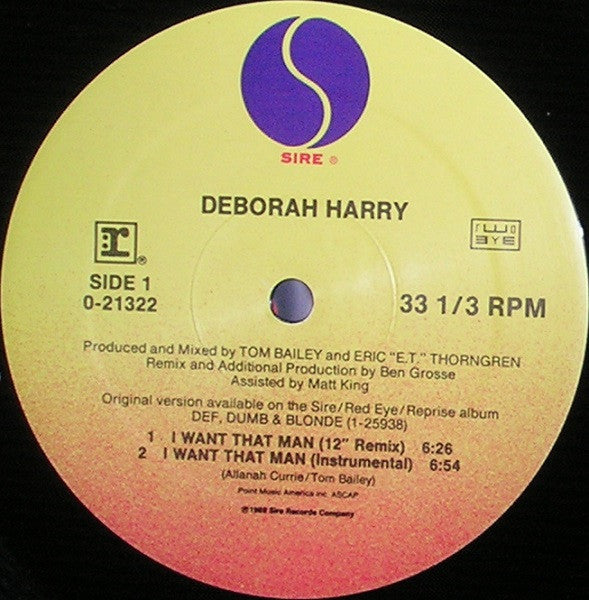 SIRE ®
DEBORAH HARRY
r®
RED EYE
SIDE 1
0-21322
33 1/3 RPM
Produced and Mixed by TOM BAILEY and ERIC "E.T." THORNGREN
Remix and Additional Production by Ben Grosse
Assisted by Matt King
Original version available on the Sire/Red Eye/Reprise album
DEF, DUMB & BLONDE (1-25938)
1 I WANT THAT MAN (12" Remix) 6:26
2 I WANT THAT MAN (Instrumental) 6:54
(Allanah Currie/Tom Bailey)
Point Music America Inc. ASCAP
℗1989 Sire Records Company